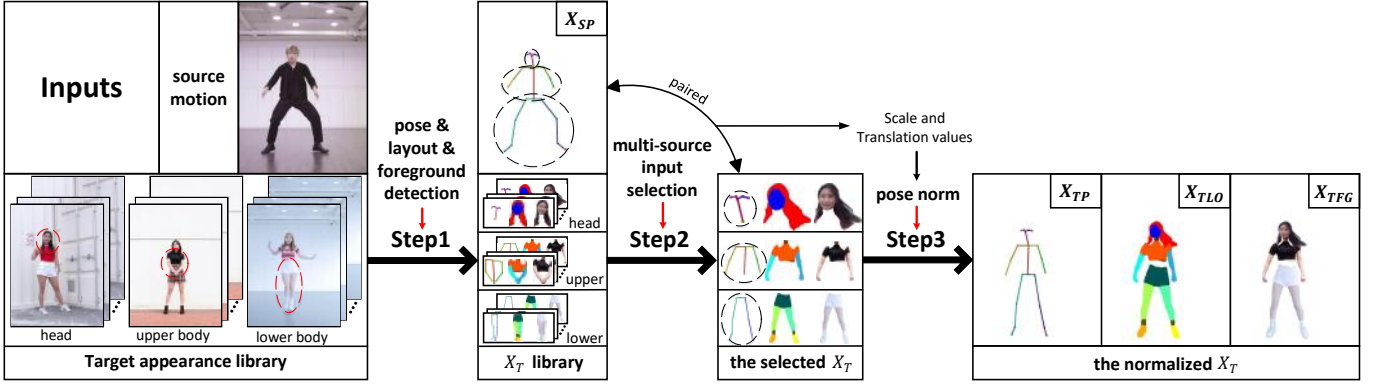 Inputs
source
motion
head
upper body
lower body
Target appearance library
pose &
layout &
foreground
detection
Step1
X_SP
head
upper
lower
X_T library
paired
multi-source
input
selection
Step2
the selected X_T
Scale and
Translation values
pose norm
Step3
X_TP
X_TLO
X_TFG
the normalized X_T